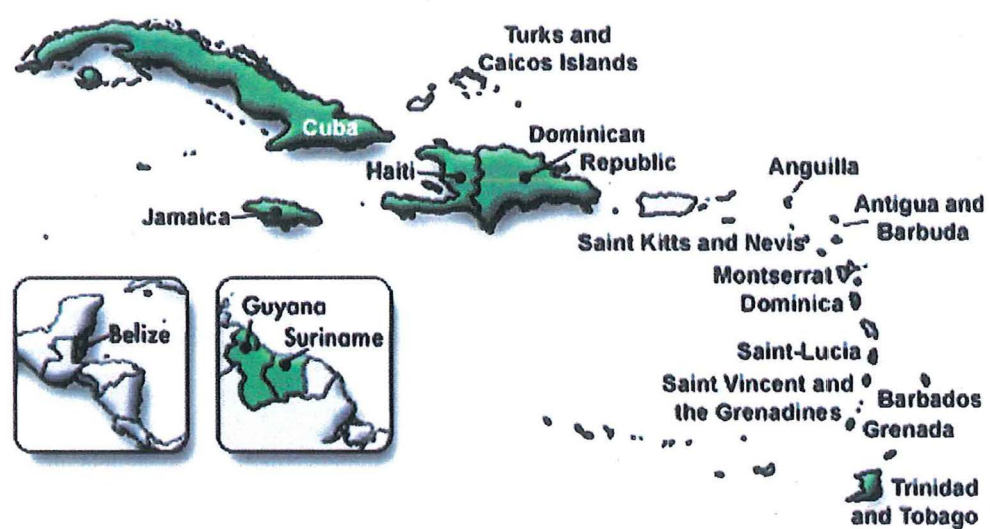 Turks and
Caicos Islands
Cuba
Dominican
Republic
Haiti
Anguilla
Jamaica
Antigua and
Barbuda
Saint Kitts and Nevis
Montserrat
Dominica
Guyana
Suriname
Belize
Saint-Lucia
Saint Vincent and
the Grenadines
Barbados
Grenada
Trinidad
and Tobago